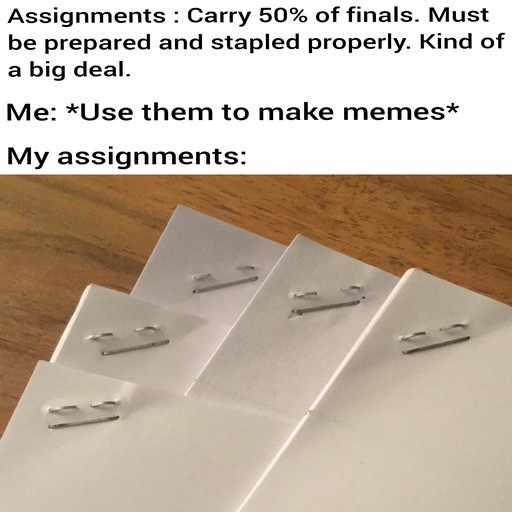 Assignments : Carry 50% of finals. Must
be prepared and stapled properly. Kind of
a big deal.
Me: *Use them to make memes*
My assignments: